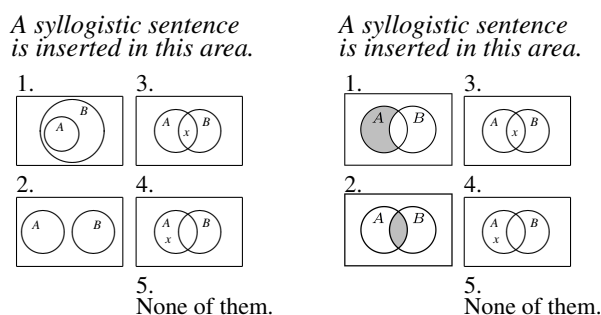 A syllogistic sentence
is inserted in this area.
1.
A
B
3.
A
x
B
2.
A
B
4.
A
x
B
5.
None of them.
A syllogistic sentence
is inserted in this area.
1.
A
B
3.
A
x
B
2.
A
B
4.
A
x
B
5.
None of them.